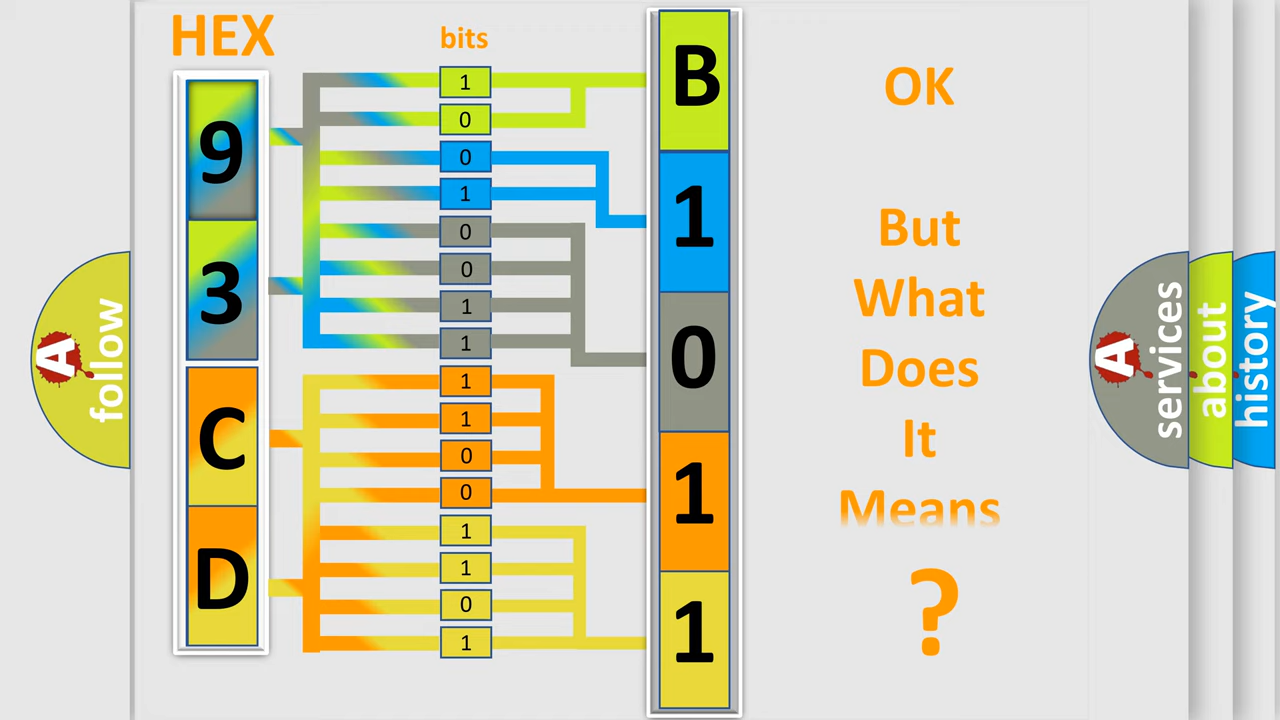 HEX
bits
9
3
C
D
1
0
0
1
0
0
1
1
1
1
0
0
1
1
0
1
B
1
0
1
1
OK
But
What
Does
It
Means
?
A
follow
A
services
about
history